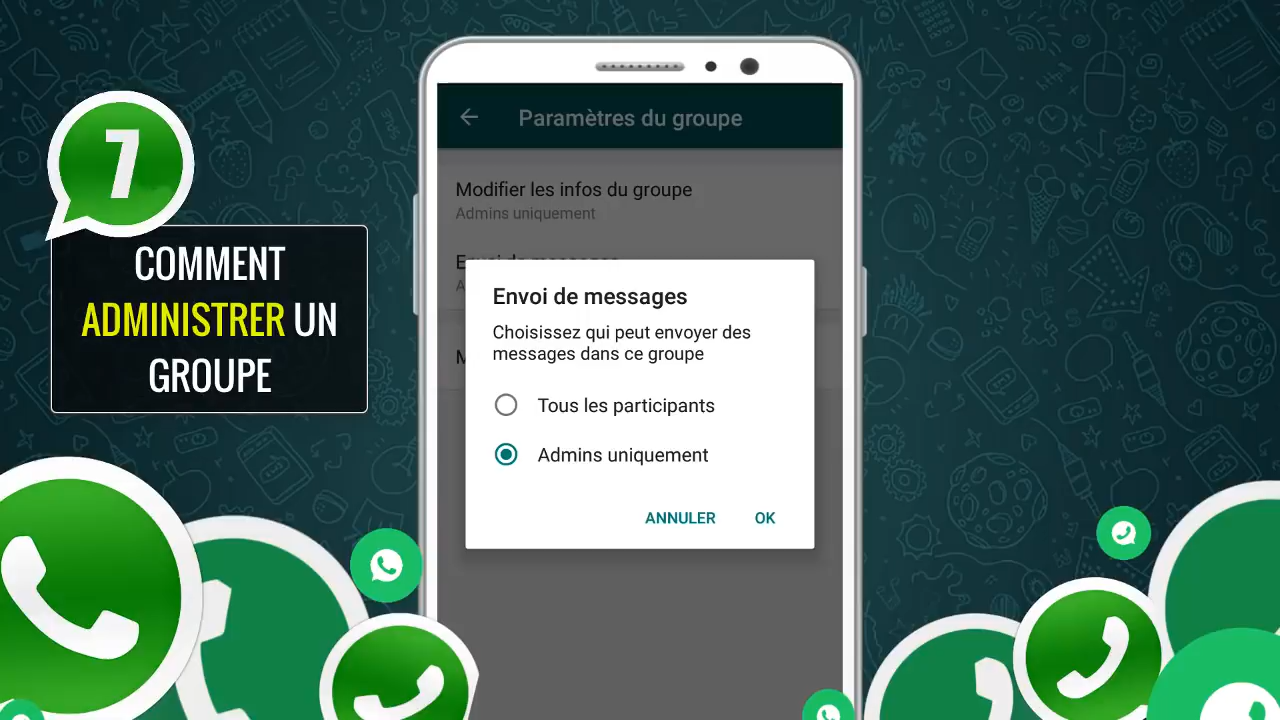 7
COMMENT
ADMINISTRER UN
GROUPE
Paramètres du groupe
Modifier les infos du groupe
Admins uniquement
Envoi de messages
Choisissez qui peut envoyer des
messages dans ce groupe
Tous les participants
Admins uniquement
ANNULER OK